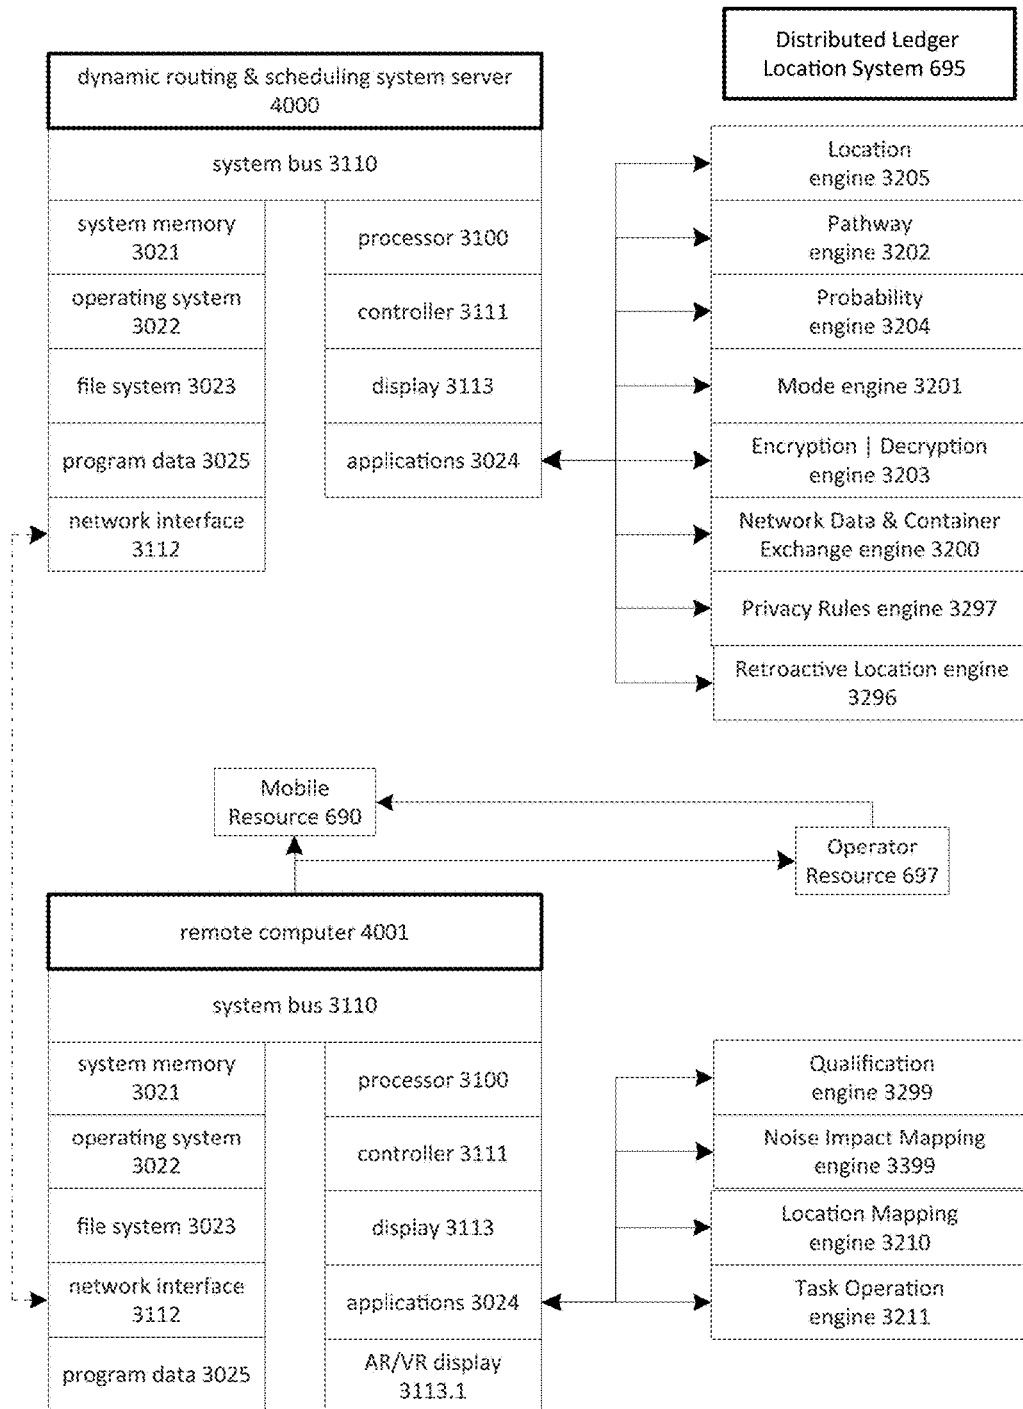 Distributed Ledger
Location System 695
dynamic routing & scheduling system server
4000
system bus 3110
system memory
3021
processor 3100
operating system
3022
controller 3111
file system 3023
display 3113
program data 3025
applications 3024
network interface
3112
Location
engine 3205
Pathway
engine 3202
Probability
engine 3204
Mode engine 3201
Encryption | Decryption
engine 3203
Network Data & Container
Exchange engine 3200
Privacy Rules engine 3297
Retroactive Location engine
3296
Mobile
Resource 690
Operator
Resource 697
remote computer 4001
system bus 3110
system memory
3021
processor 3100
operating system
3022
controller 3111
file system 3023
display 3113
network interface
3112
applications 3024
program data 3025
AR/VR display
3113.1
Qualification
engine 3299
Noise Impact Mapping
engine 3399
Location Mapping
engine 3210
Task Operation
engine 3211